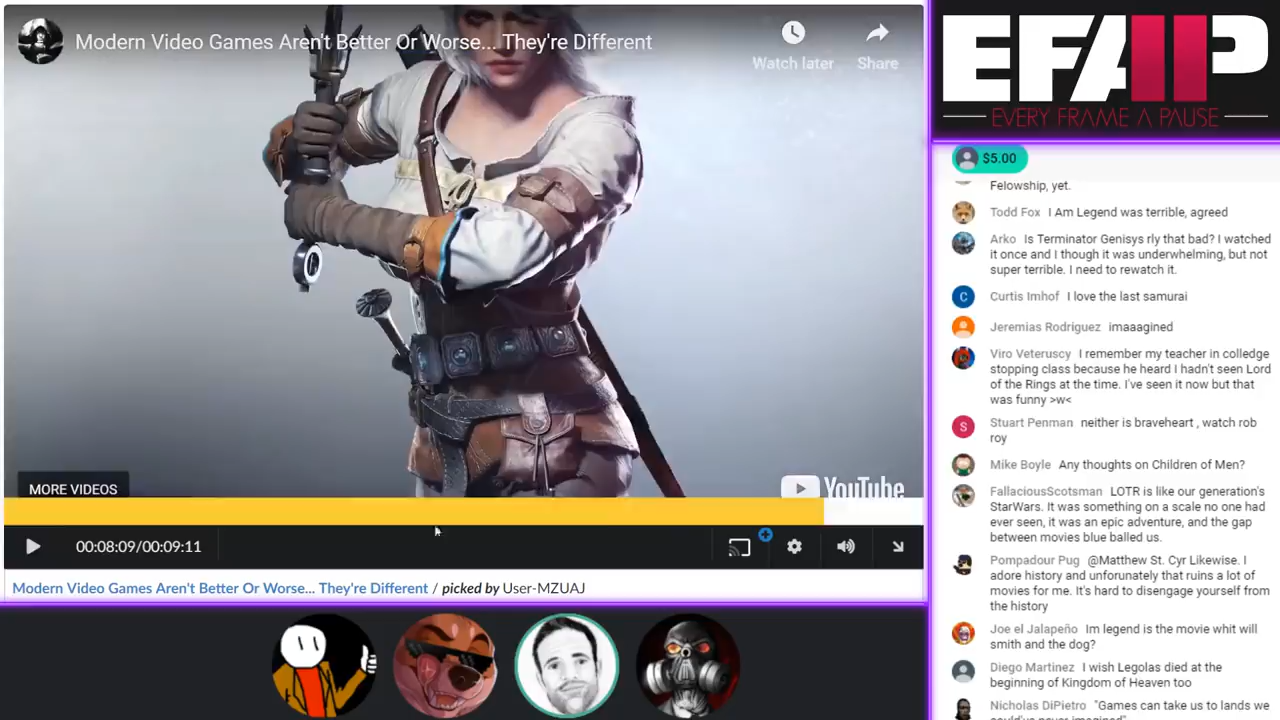 Modern Video Games Aren't Better Or Worse... They're Different
Watch later
Share
MORE VIDEOS
YouTube
00:08:09/00:09:11
Modern Video Games Aren't Better Or Worse... They're Different / picked by User-MZUAJ
EFAP
EVERY FRAME A PAUSE
$5.00
Felowship, yet.
Todd Fox I Am Legend was terrible, agreed
Arko Is Terminator Genisys rly that bad? I watched
it once and I though it was underwhelming, but not
super terrible. I need to rewatch it.
C
Curtis Imhof I love the last samurai
Jeremias Rodriguez imaaagined
Viro Veteruscy I remember my teacher in colledge
stopping class because he heard I hadn't seen Lord
of the Rings at the time. I've seen it now but that
was funny >w<
S
Stuart Penman neither is braveheart , watch rob
roy
Mike Boyle Any thoughts on Children of Men?
FallaciousScotsman LOTR is like our generation's
StarWars. It was something on a scale no one had
ever seen, it was an epic adventure, and the gap
between movies blue balled us.
Pompadour Pug @Matthew St. Cyr Likewise. I
adore history and unforunately that ruins a lot of
movies for me. It's hard to disengage yourself from
the history
Joe el Jalapeño Im legend is the movie whit will
smith and the dog?
Diego Martinez I wish Legolas died at the
beginning of Kingdom of Heaven too
Nicholas DiPietro "Games can take us to lands we
could've never imagined"